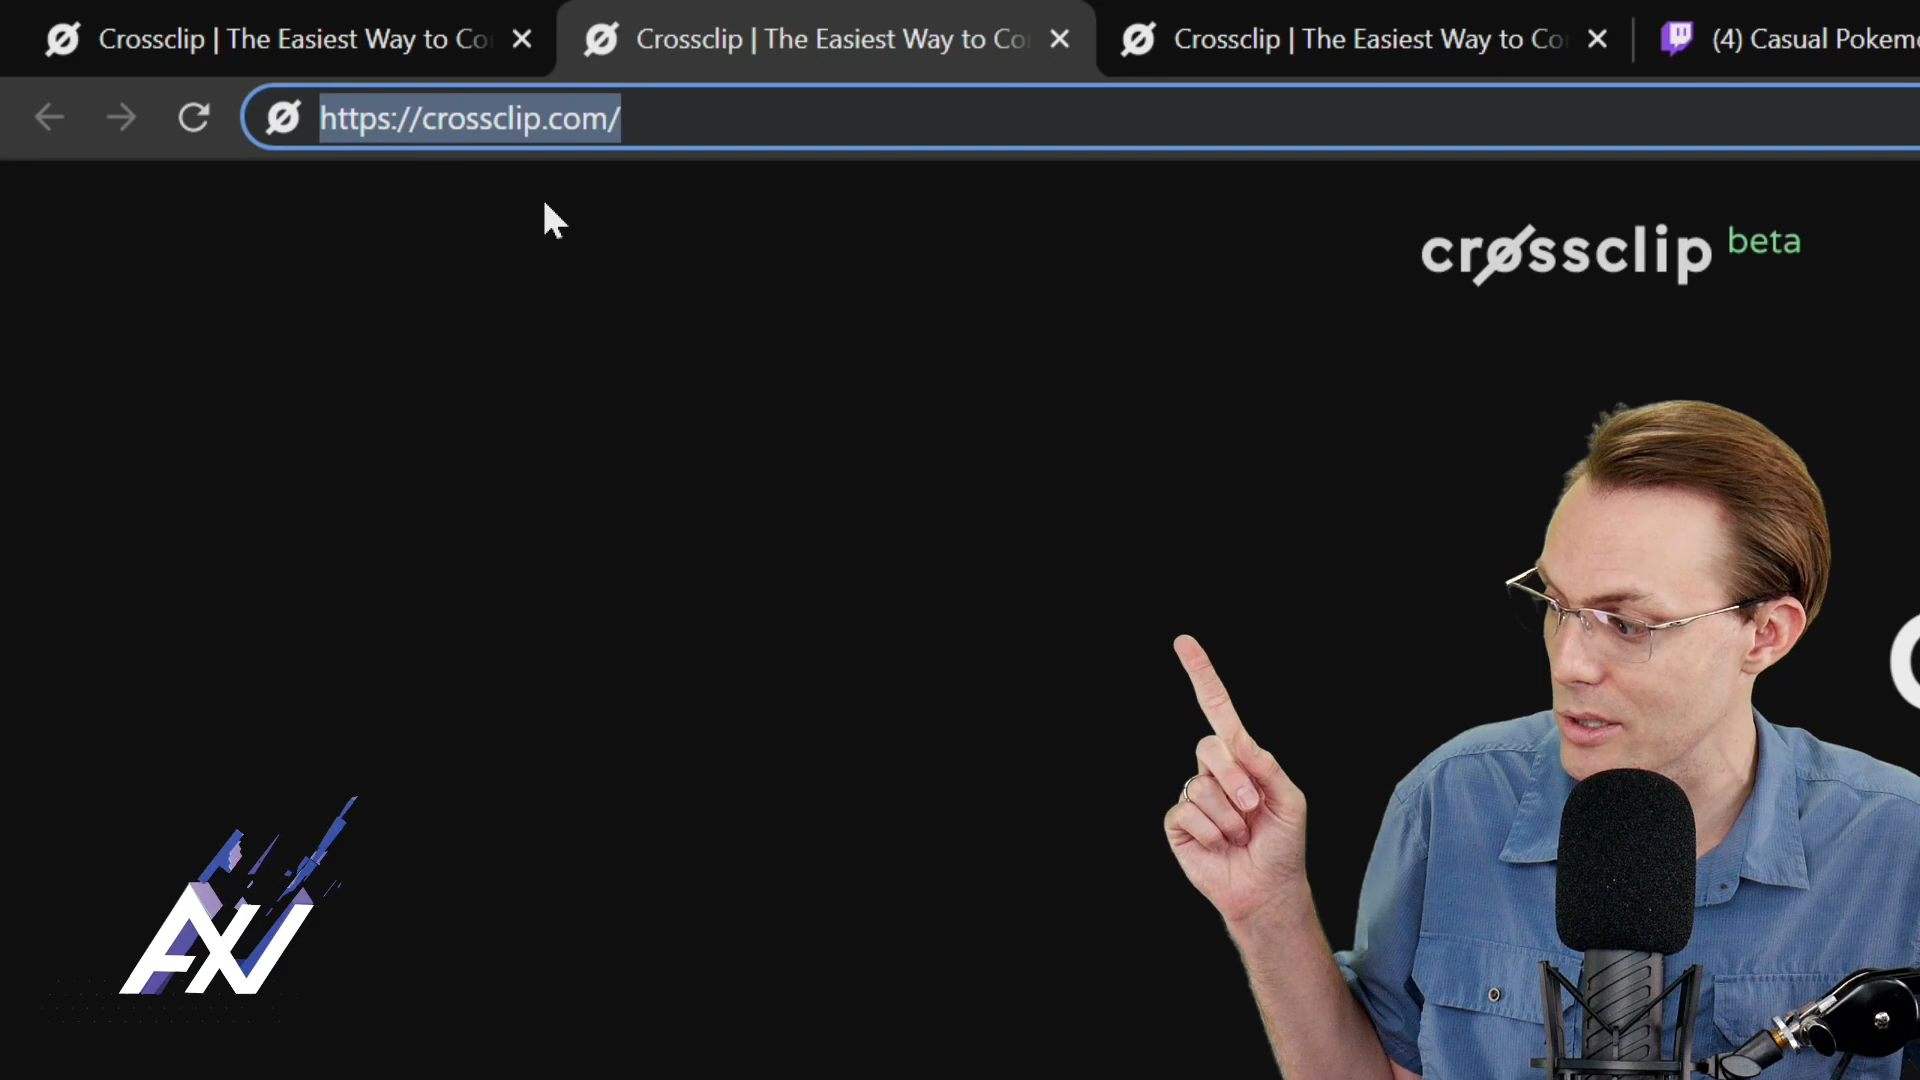 Crossclip | The Easiest Way to Co
Crossclip | The Easiest Way to Co
Crossclip | The Easiest Way to Co
(4) Casual Pokem
https://crossclip.com/
crøssclip beta